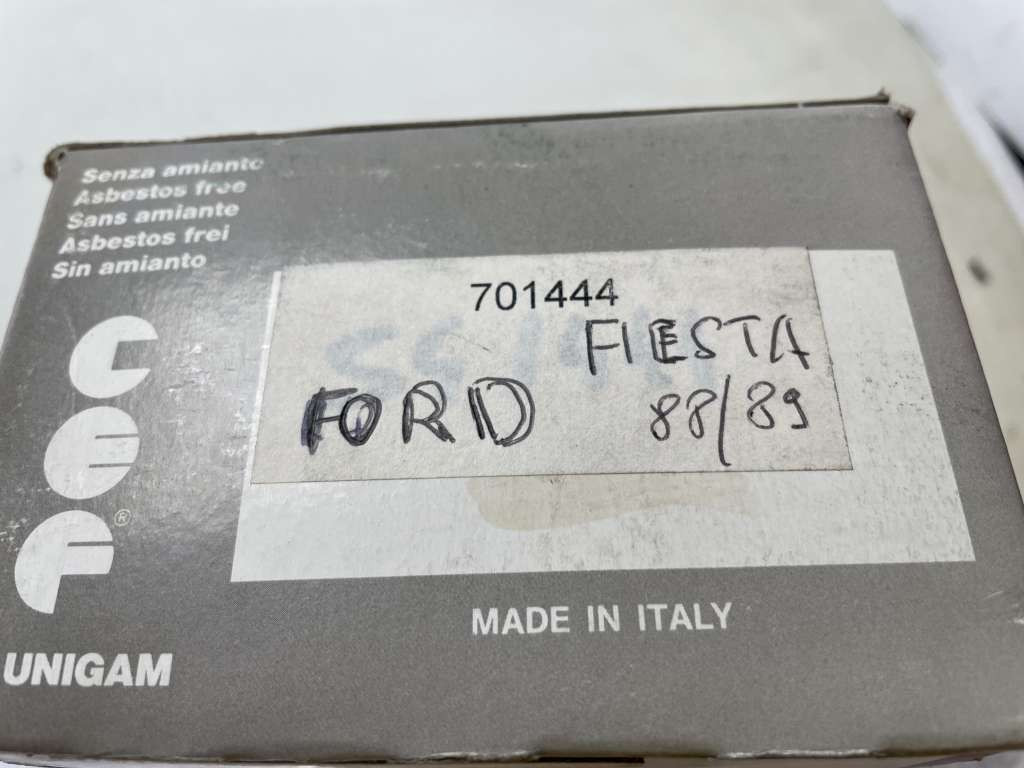 Senza amianto
Asbestos free
Sans amiante
Asbestos frei
Sin amianto
CEF®
UNIGAM
701444
FIESTA
FORD 88/89
MADE IN ITALY